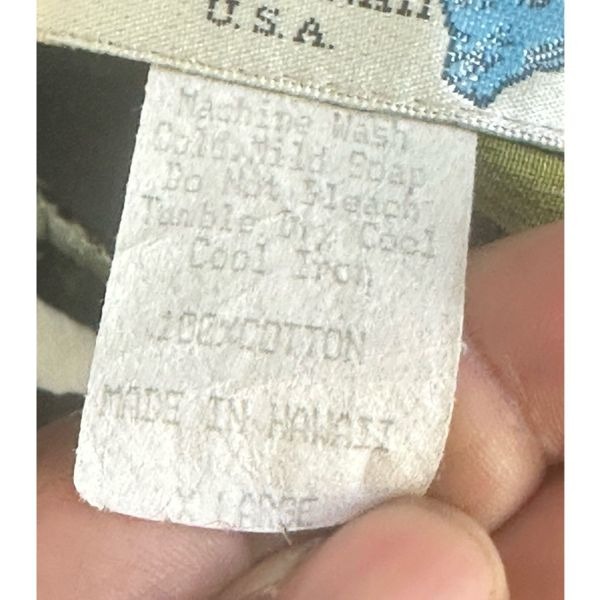 U.S.A.
Machine Wash
Cold.Mild Soap
Do Not Bleach
Tumble Dry Cool
Cool Iron
100%COTTON
MADE IN HAWAII
X LARGE